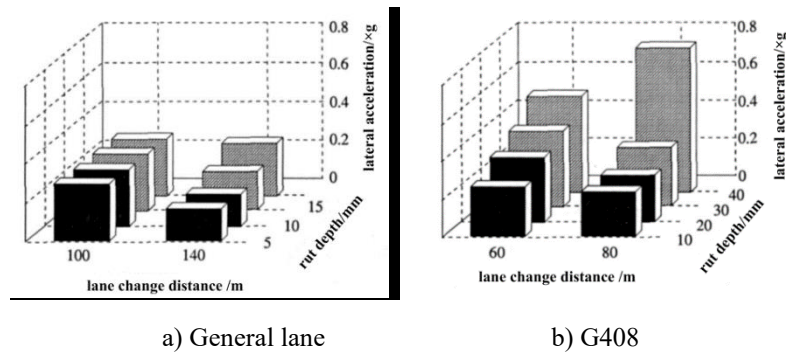 0.8
0.6
0.4
0.2
0
lateral acceleration/×g
15
10
5
rut depth/mm
100
140
lane change distance /m
a) General lane
0.8
0.6
0.4
0.2
0
lateral acceleration/×g
40
30
20
10
rut depth/mm
60
80
lane change distance /m
b) G408